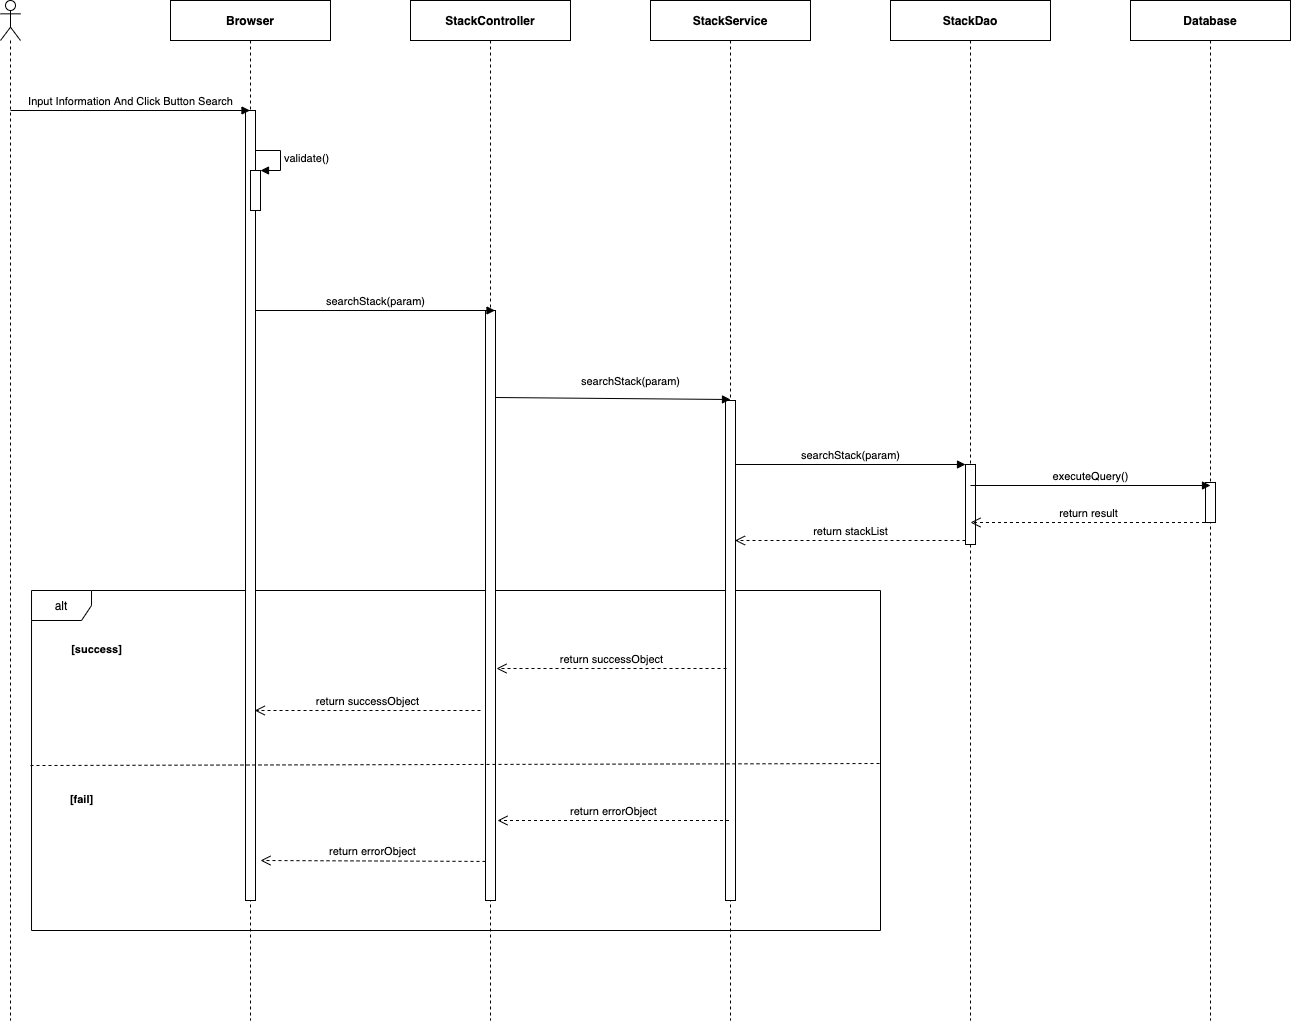 Browser
StackController
StackService
StackDao
Database
Input Information And Click Button Search
validate()
searchStack(param)
searchStack(param)
searchStack(param)
executeQuery()
return result
return stackList
alt
[success]
return successObject
return successObject
[fail]
return errorObject
return errorObject